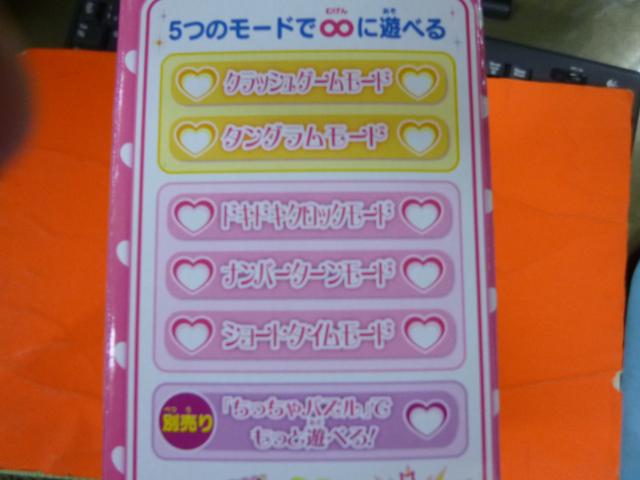 5つのモードで∞に遊べる
クラッシュゲームモード
タングラムモード
ドキドキクロックモード
ナンバーターンモード
ショートタイムモード
別売り
「ちっちゃパズル」で
もっと遊べる!